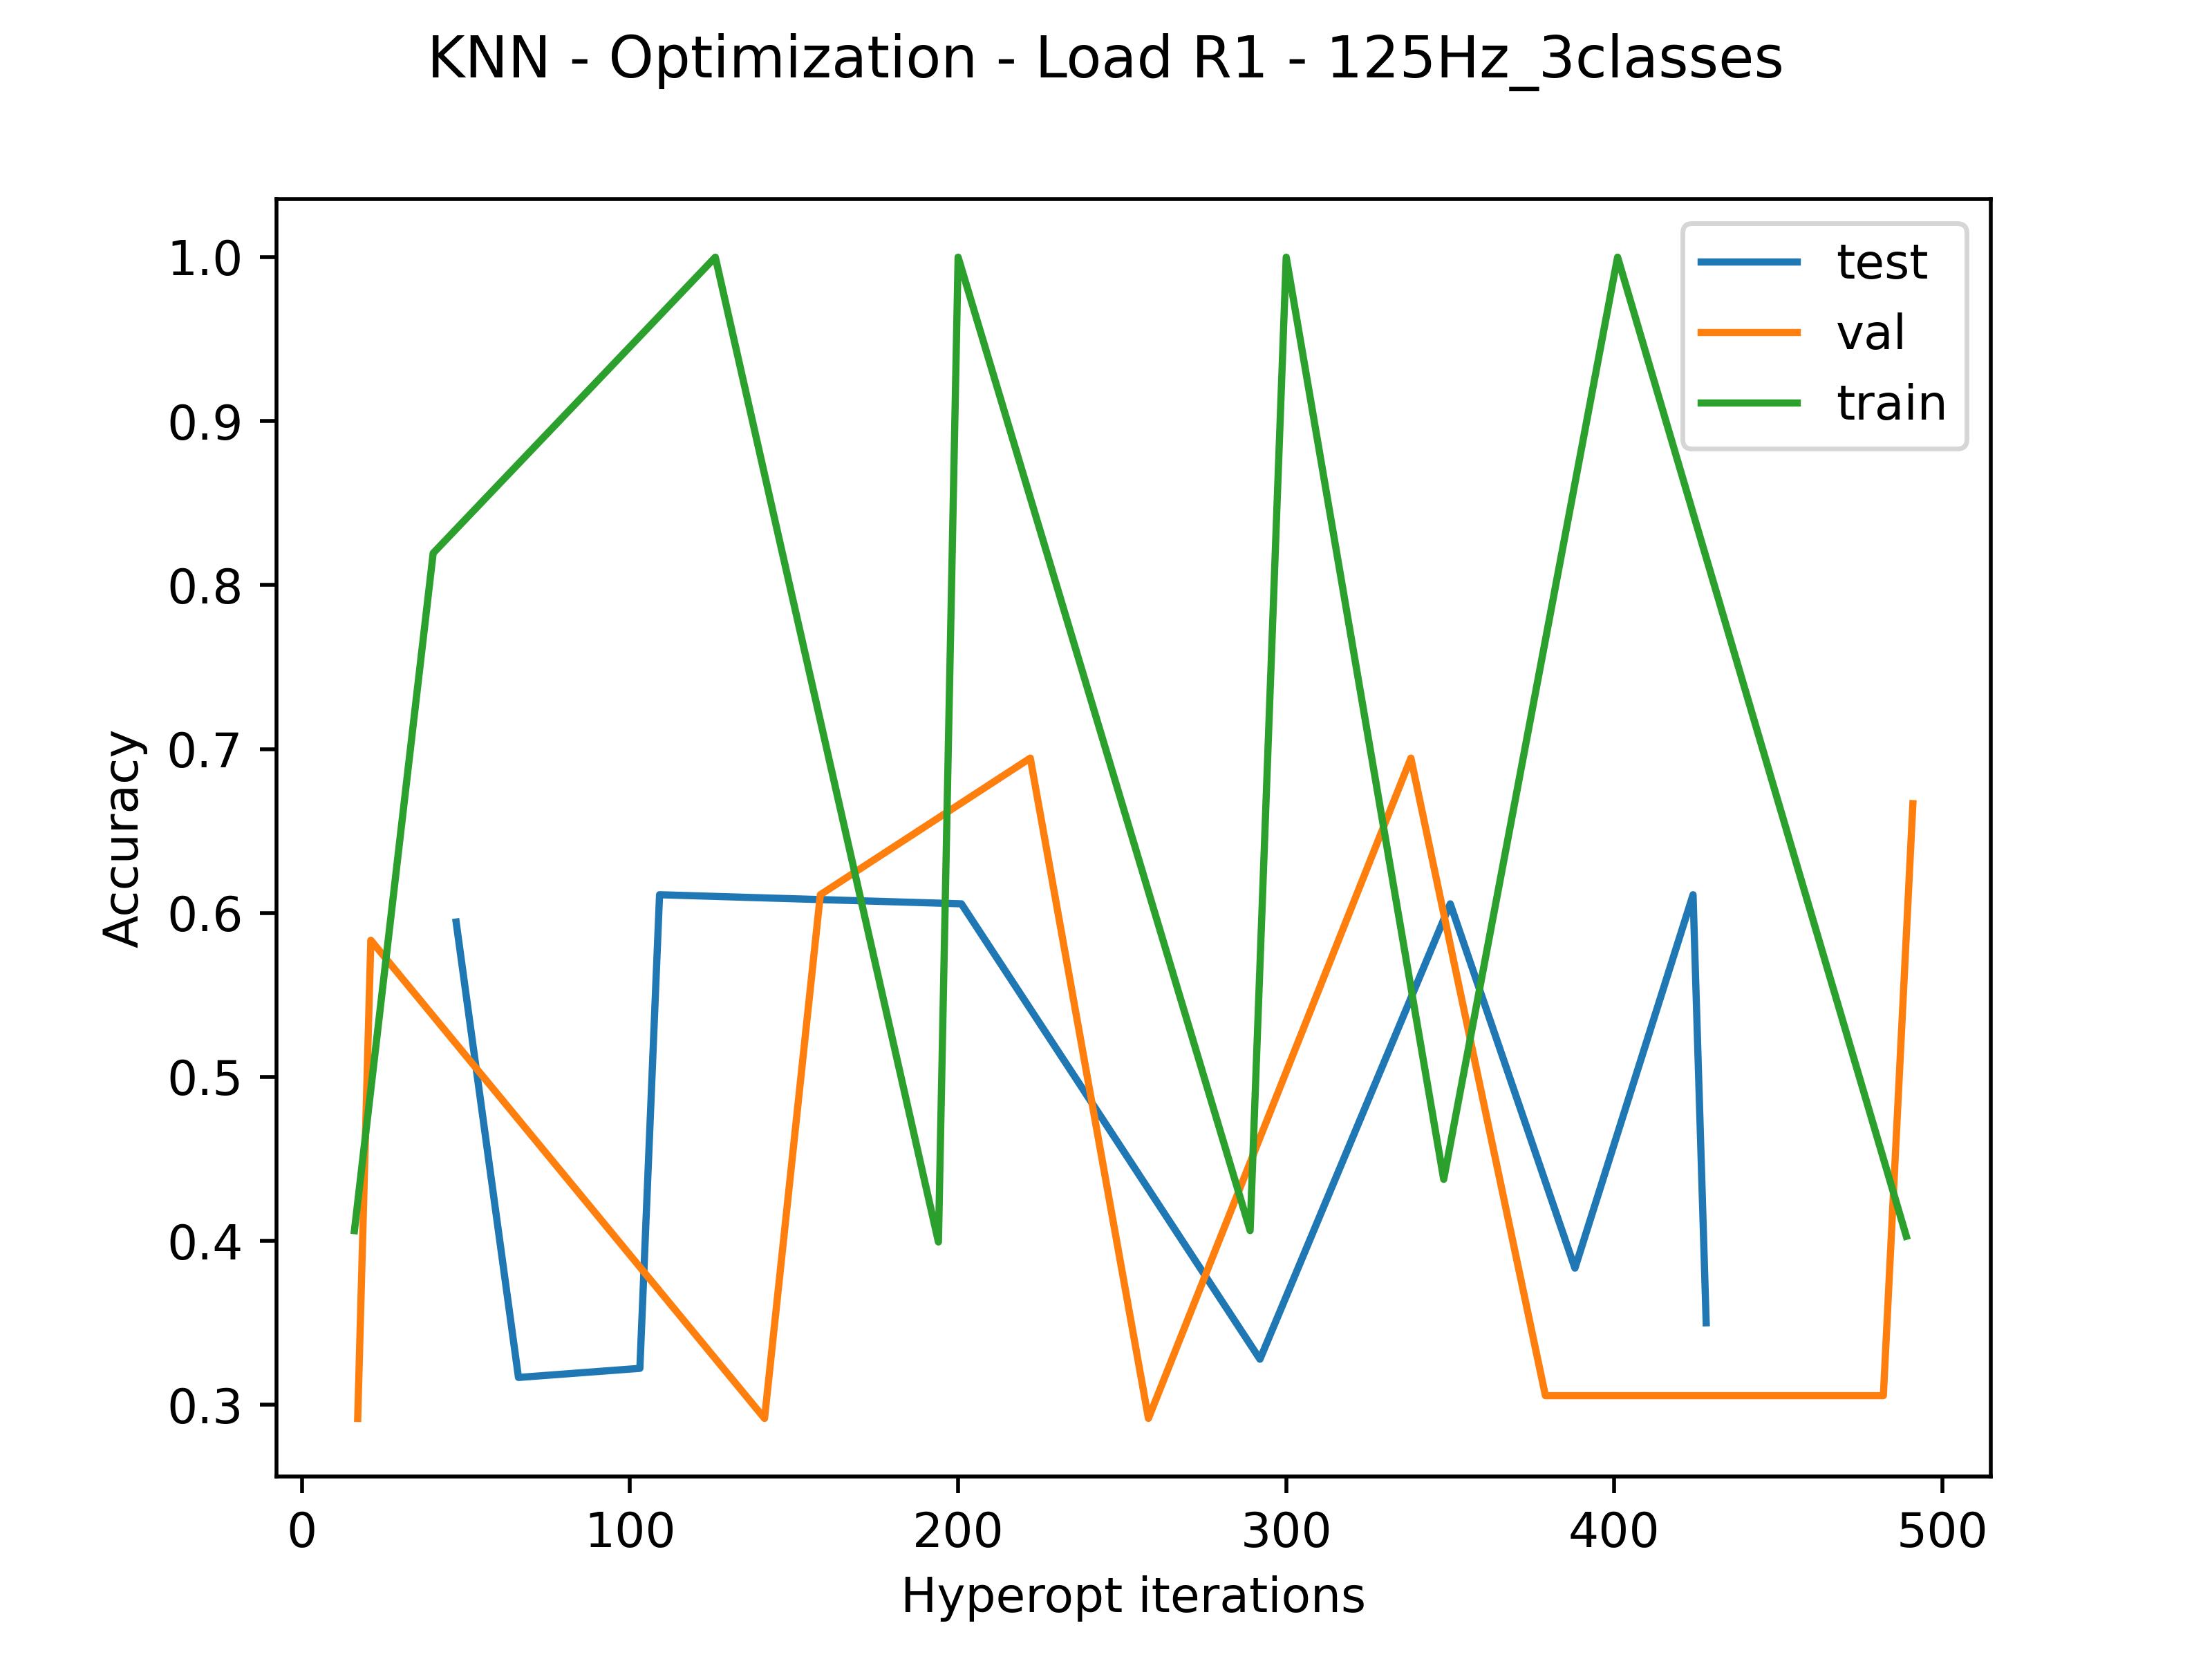 KNN - Optimization - Load R1 - 125Hz_3classes
test
val
train
1.0
0.9
0.8
0.7
0.6
0.5
0.4
0.3
Accuracy
0 100 200 300 400 500
Hyperopt iterations